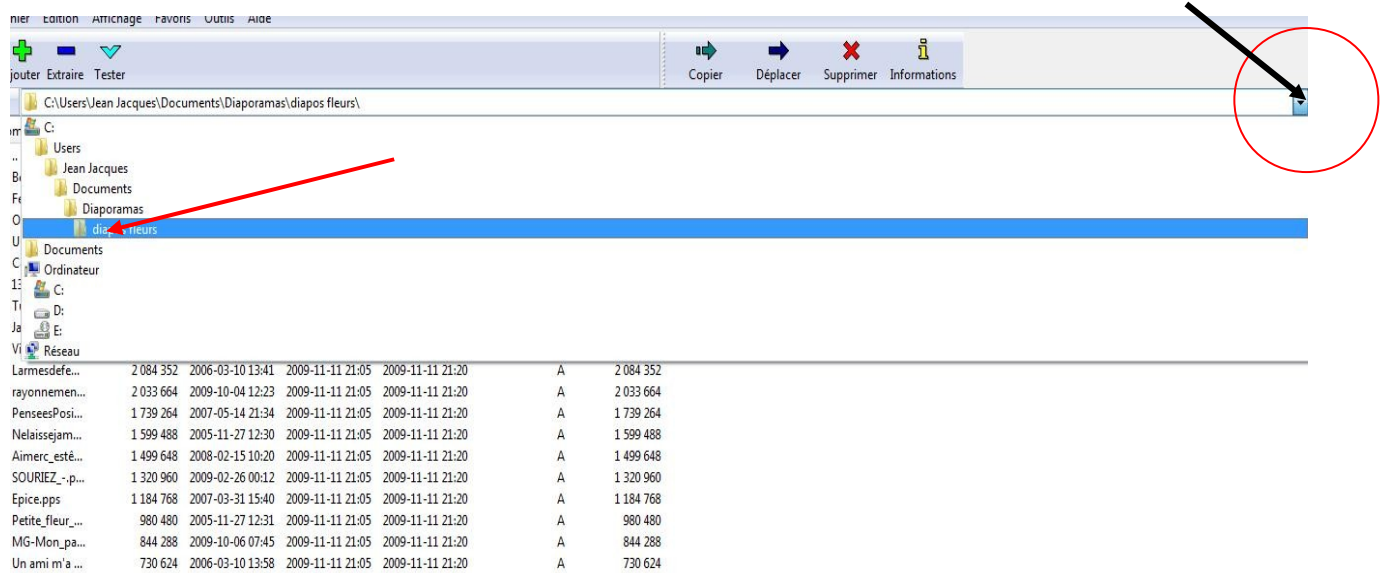 Edition Affichage Favoris Outils Aide
jouter Extraire Tester Copier Déplacer Supprimer Informations
C:\Users\Jean Jacques\Documents\Diaporamas\diapos fleurs\
C:
Users
Jean Jacques
Documents
Diaporamas
diapos fleurs
Documents
Ordinateur
C:
D:
E:
Réseau
Larmesdefe... 2 084 352 2006-03-10 13:41 2009-11-11 21:05 2009-11-11 21:20 A 2 084 352
rayonnemen... 2 033 664 2009-10-04 12:23 2009-11-11 21:05 2009-11-11 21:20 A 2 033 664
PenseesPosi... 1 739 264 2007-05-14 21:34 2009-11-11 21:05 2009-11-11 21:20 A 1 739 264
Nelaissejam... 1 599 488 2005-11-27 12:30 2009-11-11 21:05 2009-11-11 21:20 A 1 599 488
Aimerc_estê... 1 499 648 2008-02-15 10:20 2009-11-11 21:05 2009-11-11 21:20 A 1 499 648
SOURIEZ_-.p... 1 320 960 2009-02-26 00:12 2009-11-11 21:05 2009-11-11 21:20 A 1 320 960
Epice.pps 1 184 768 2007-03-31 15:40 2009-11-11 21:05 2009-11-11 21:20 A 1 184 768
Petite_fleur_... 980 480 2005-11-27 12:31 2009-11-11 21:05 2009-11-11 21:20 A 980 480
MG-Mon_pa... 844 288 2009-10-06 07:45 2009-11-11 21:05 2009-11-11 21:20 A 844 288
Un ami m'a ... 730 624 2006-03-10 13:58 2009-11-11 21:05 2009-11-11 21:20 A 730 624